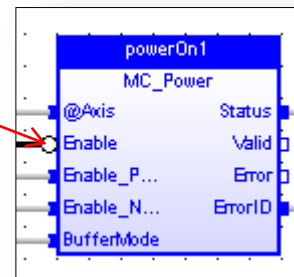 powerOn1
MC_Power
@Axis Status
Enable Valid
Enable_P... Error
Enable_N... ErrorID
BufferMode